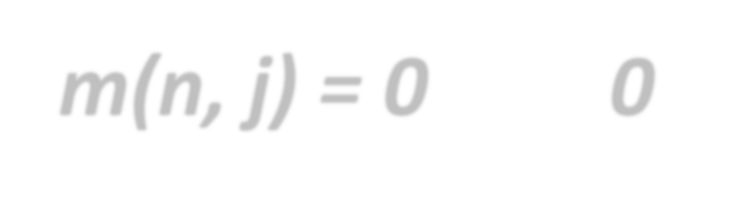 m(n, j) = 0 0